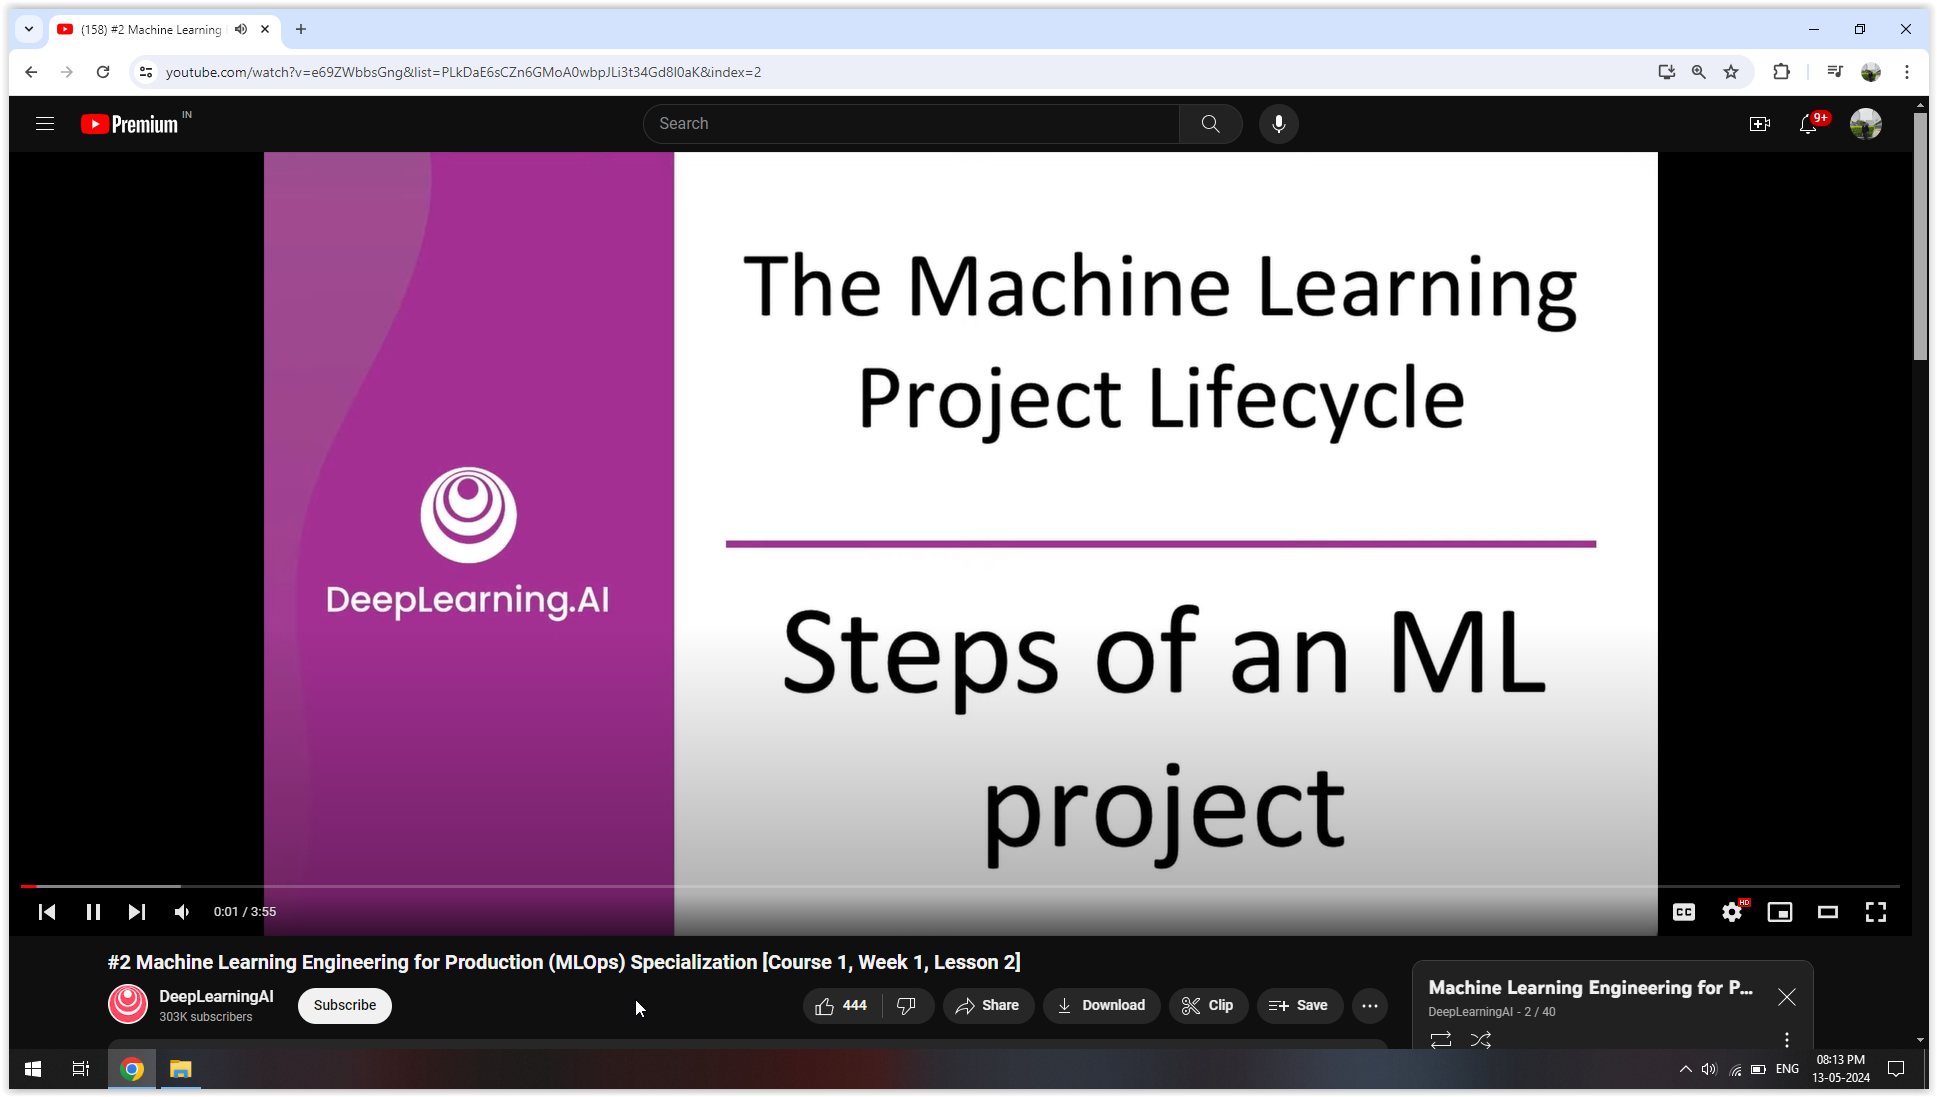 (158) #2 Machine Learning
youtube.com/watch?v=e69ZWbbsGng&list=PLkDaE6sCZn6GMoA0wbpJLi3t34Gd8l0aK&index=2
Premium IN
Search
9+
The Machine Learning
Project Lifecycle
DeepLearning.AI
Steps of an ML
project
0:01 / 3:55
CC
HD
#2 Machine Learning Engineering for Production (MLOps) Specialization [Course 1, Week 1, Lesson 2]
DeepLearningAI
303K subscribers
Subscribe
444
Share
Download
Clip
Save
Machine Learning Engineering for P...
DeepLearningAI - 2 / 40
ENG
08:13 PM
13-05-2024